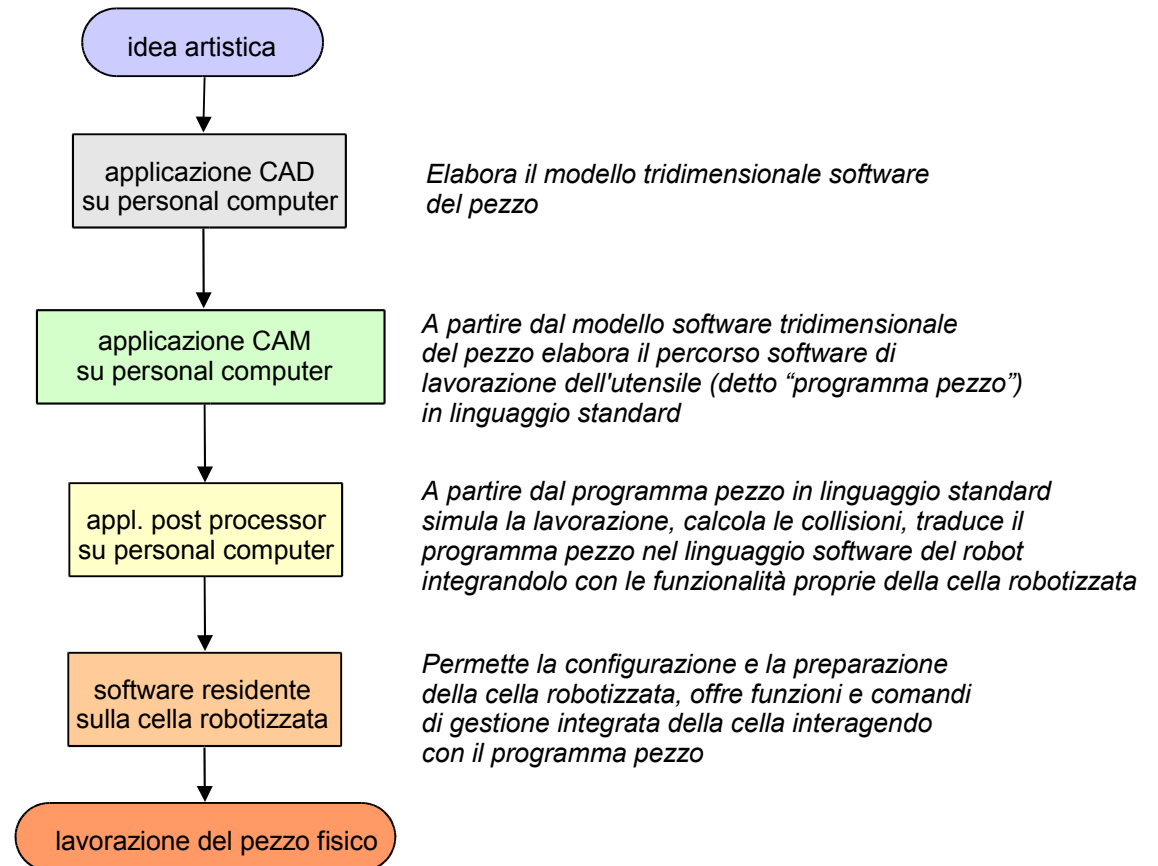 idea artistica
applicazione CAD
su personal computer
Elabora il modello tridimensionale software
del pezzo
applicazione CAM
su personal computer
A partire dal modello software tridimensionale
del pezzo elabora il percorso software di
lavorazione dell'utensile (detto “programma pezzo”)
in linguaggio standard
appl. post processor
su personal computer
A partire dal programma pezzo in linguaggio standard
simula la lavorazione, calcola le collisioni, traduce il
programma pezzo nel linguaggio software del robot
integrandolo con le funzionalità proprie della cella robotizzata
software residente
sulla cella robotizzata
Permette la configurazione e la preparazione
della cella robotizzata, offre funzioni e comandi
di gestione integrata della cella interagendo
con il programma pezzo
lavorazione del pezzo fisico